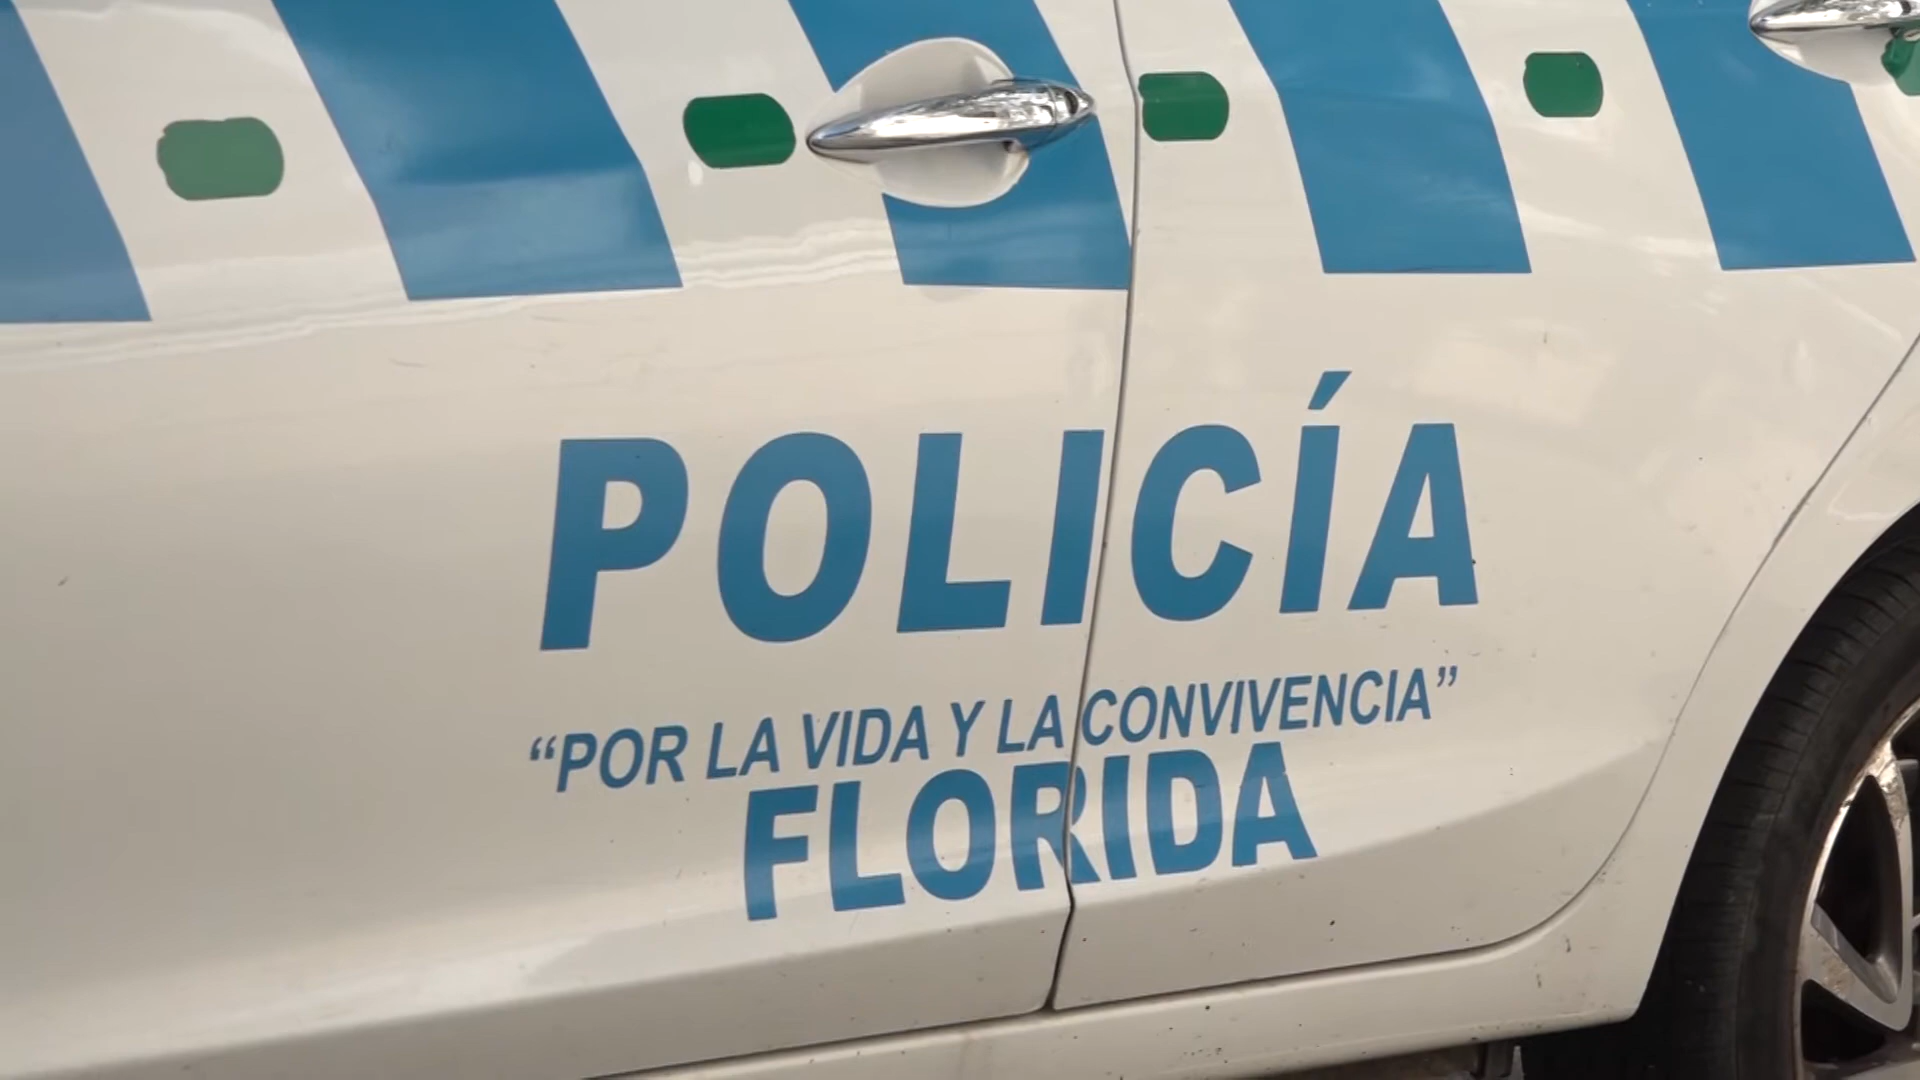 POLICÍA
“POR LA VIDA Y LA CONVIVENCIA”
FLORIDA